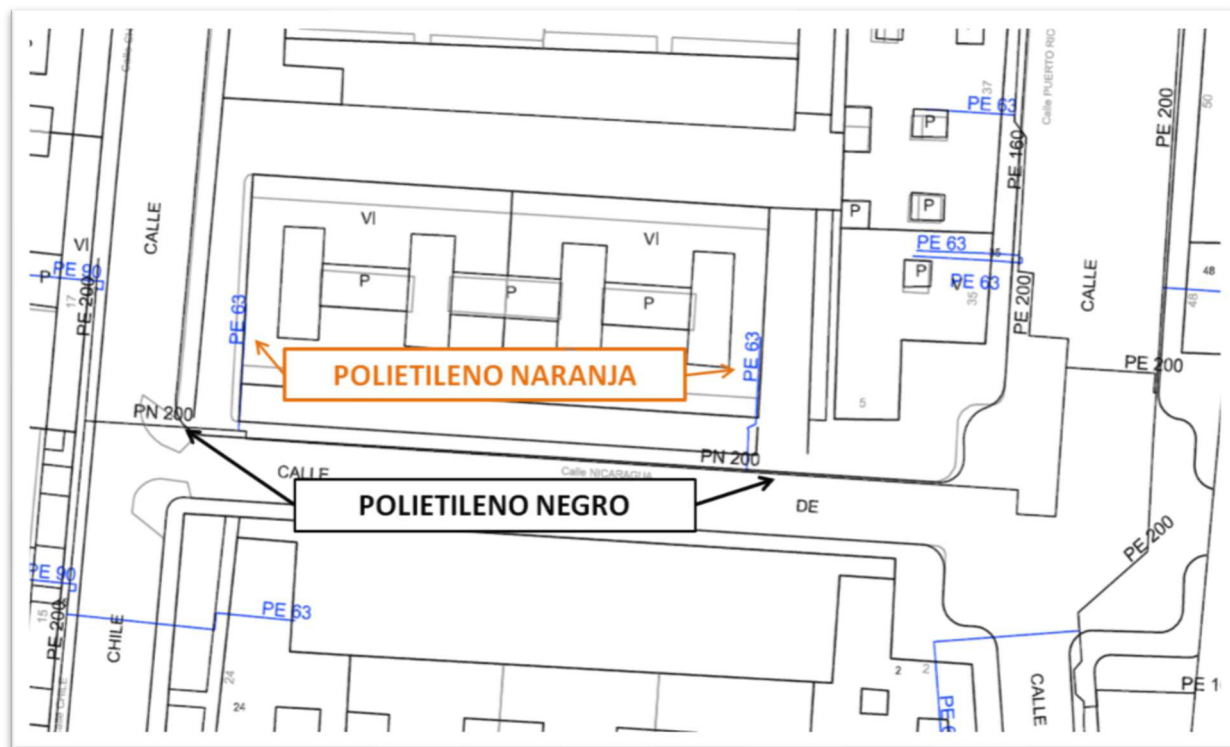 PE 63
37
Calle PUERTO RICO
50
PE 200
PE 160
P
P
P
CALLE
VI
VI
VI
PE 63
36
48
P
PE 90
P
P
P
P
PE 63
35
CALLE
48
17
PE 200
PE 200
PE 63
POLIETILENO NARANJA
PE 63
PE 200
5
PN 200
PN 200
CALLE
Calle NICARAGUA
POLIETILENO NEGRO
DE
PE 200
PE 90
PE 63
15
PE 200
CHILE
24
24
2
2
CALLE
PE 1